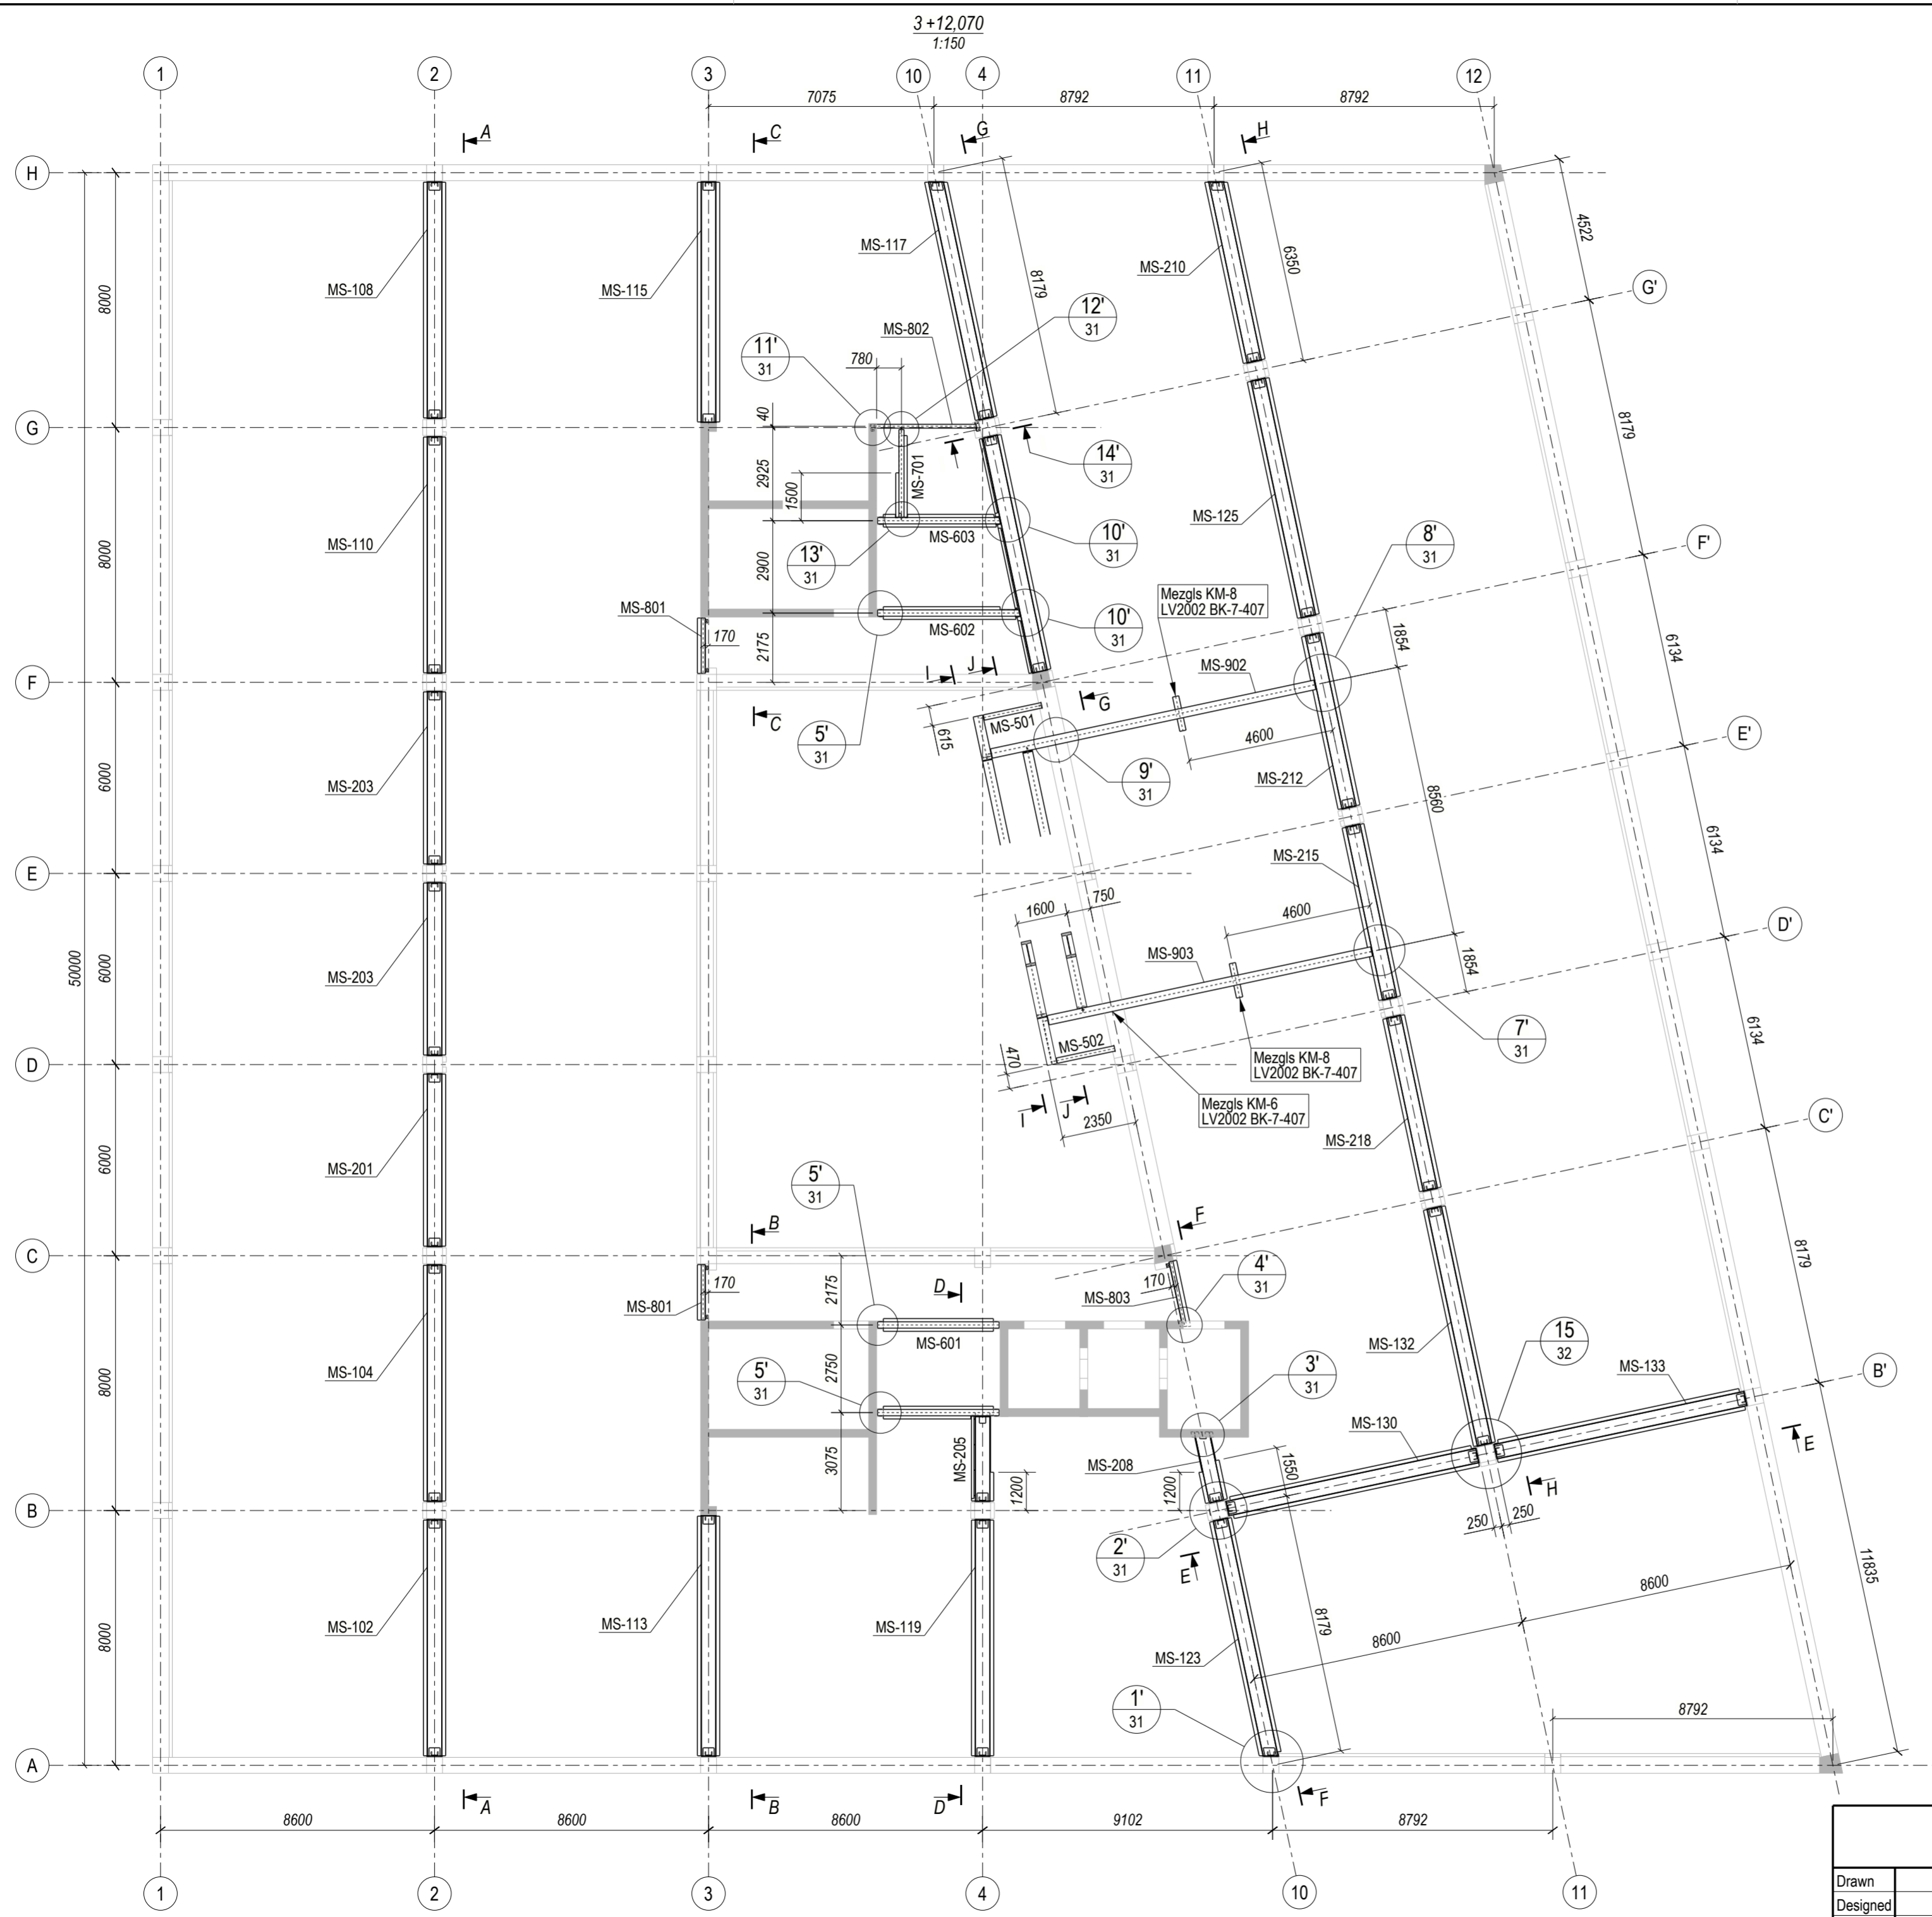 3 +12,070
1:150
1
2
3
10
4
11
12
7075
8792
8792
A
C
G
H
H
4522
MS-117
MS-210
6350
G'
MS-108
MS-115
8000
8179
12'
31
MS-802
11'
31
780
40
G
8179
14'
31
2925
1500
MS-701
MS-110
MS-125
MS-603
10'
31
8'
31
F'
13'
31
8000
2900
Mezgls KM-8
LV2002 BK-7-407
MS-801
170
MS-602
10'
31
1854
6134
2175
I
J
MS-902
F
G
C
MS-501
615
5'
31
4600
E'
9'
31
MS-212
6000
MS-203
8560
6134
MS-215
E
1600
750
4600
D'
50000
6000
MS-203
MS-903
1854
7'
31
6134
MS-502
470
D
Mezgls KM-8
LV2002 BK-7-407
I
J
Mezgls KM-6
LV2002 BK-7-407
2350
C'
6000
MS-201
MS-218
5'
31
B
F
C
8179
4'
31
170
2175
D
170
MS-801
MS-803
MS-601
MS-132
15
32
MS-133
B'
8000
MS-104
2750
5'
31
3'
31
MS-130
E
3075
MS-205
1200
MS-208
1550
1200
H
B
250
250
2'
31
E
11835
8600
8000
MS-102
MS-113
MS-119
8179
8600
MS-123
1'
31
8792
A
A
B
D
F
8600
8600
8600
9102
8792
1
2
3
4
10
11
Drawn
Designed